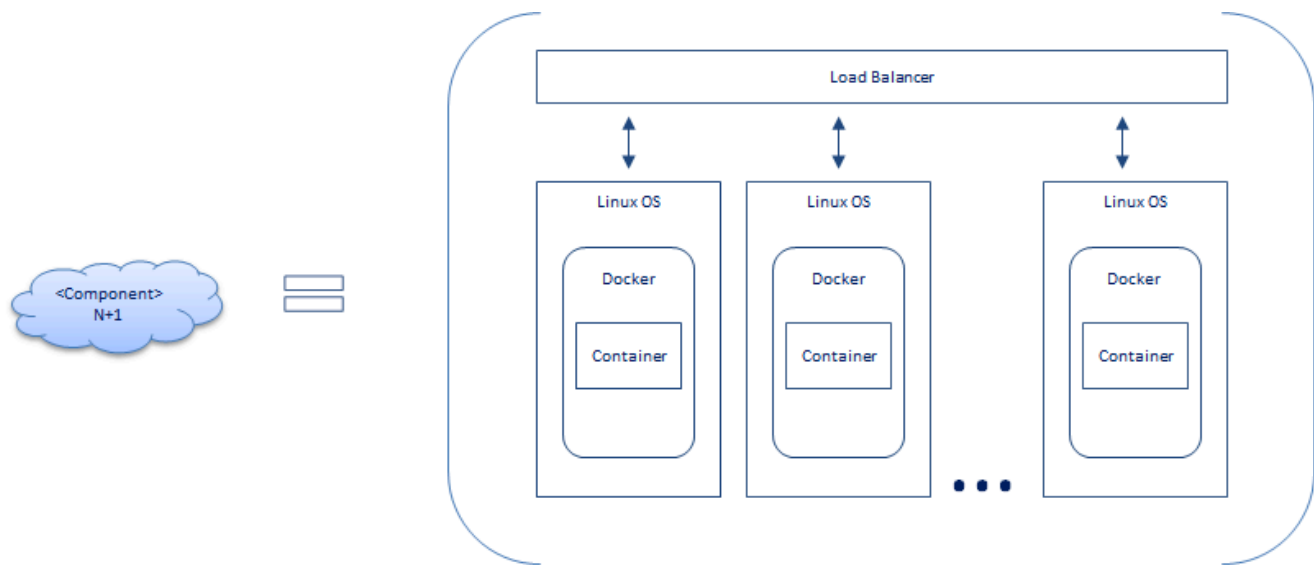 Load Balancer
Linux OS
Linux OS
Linux OS
Docker
Docker
Docker
<Component>
N+1
Container
Container
Container